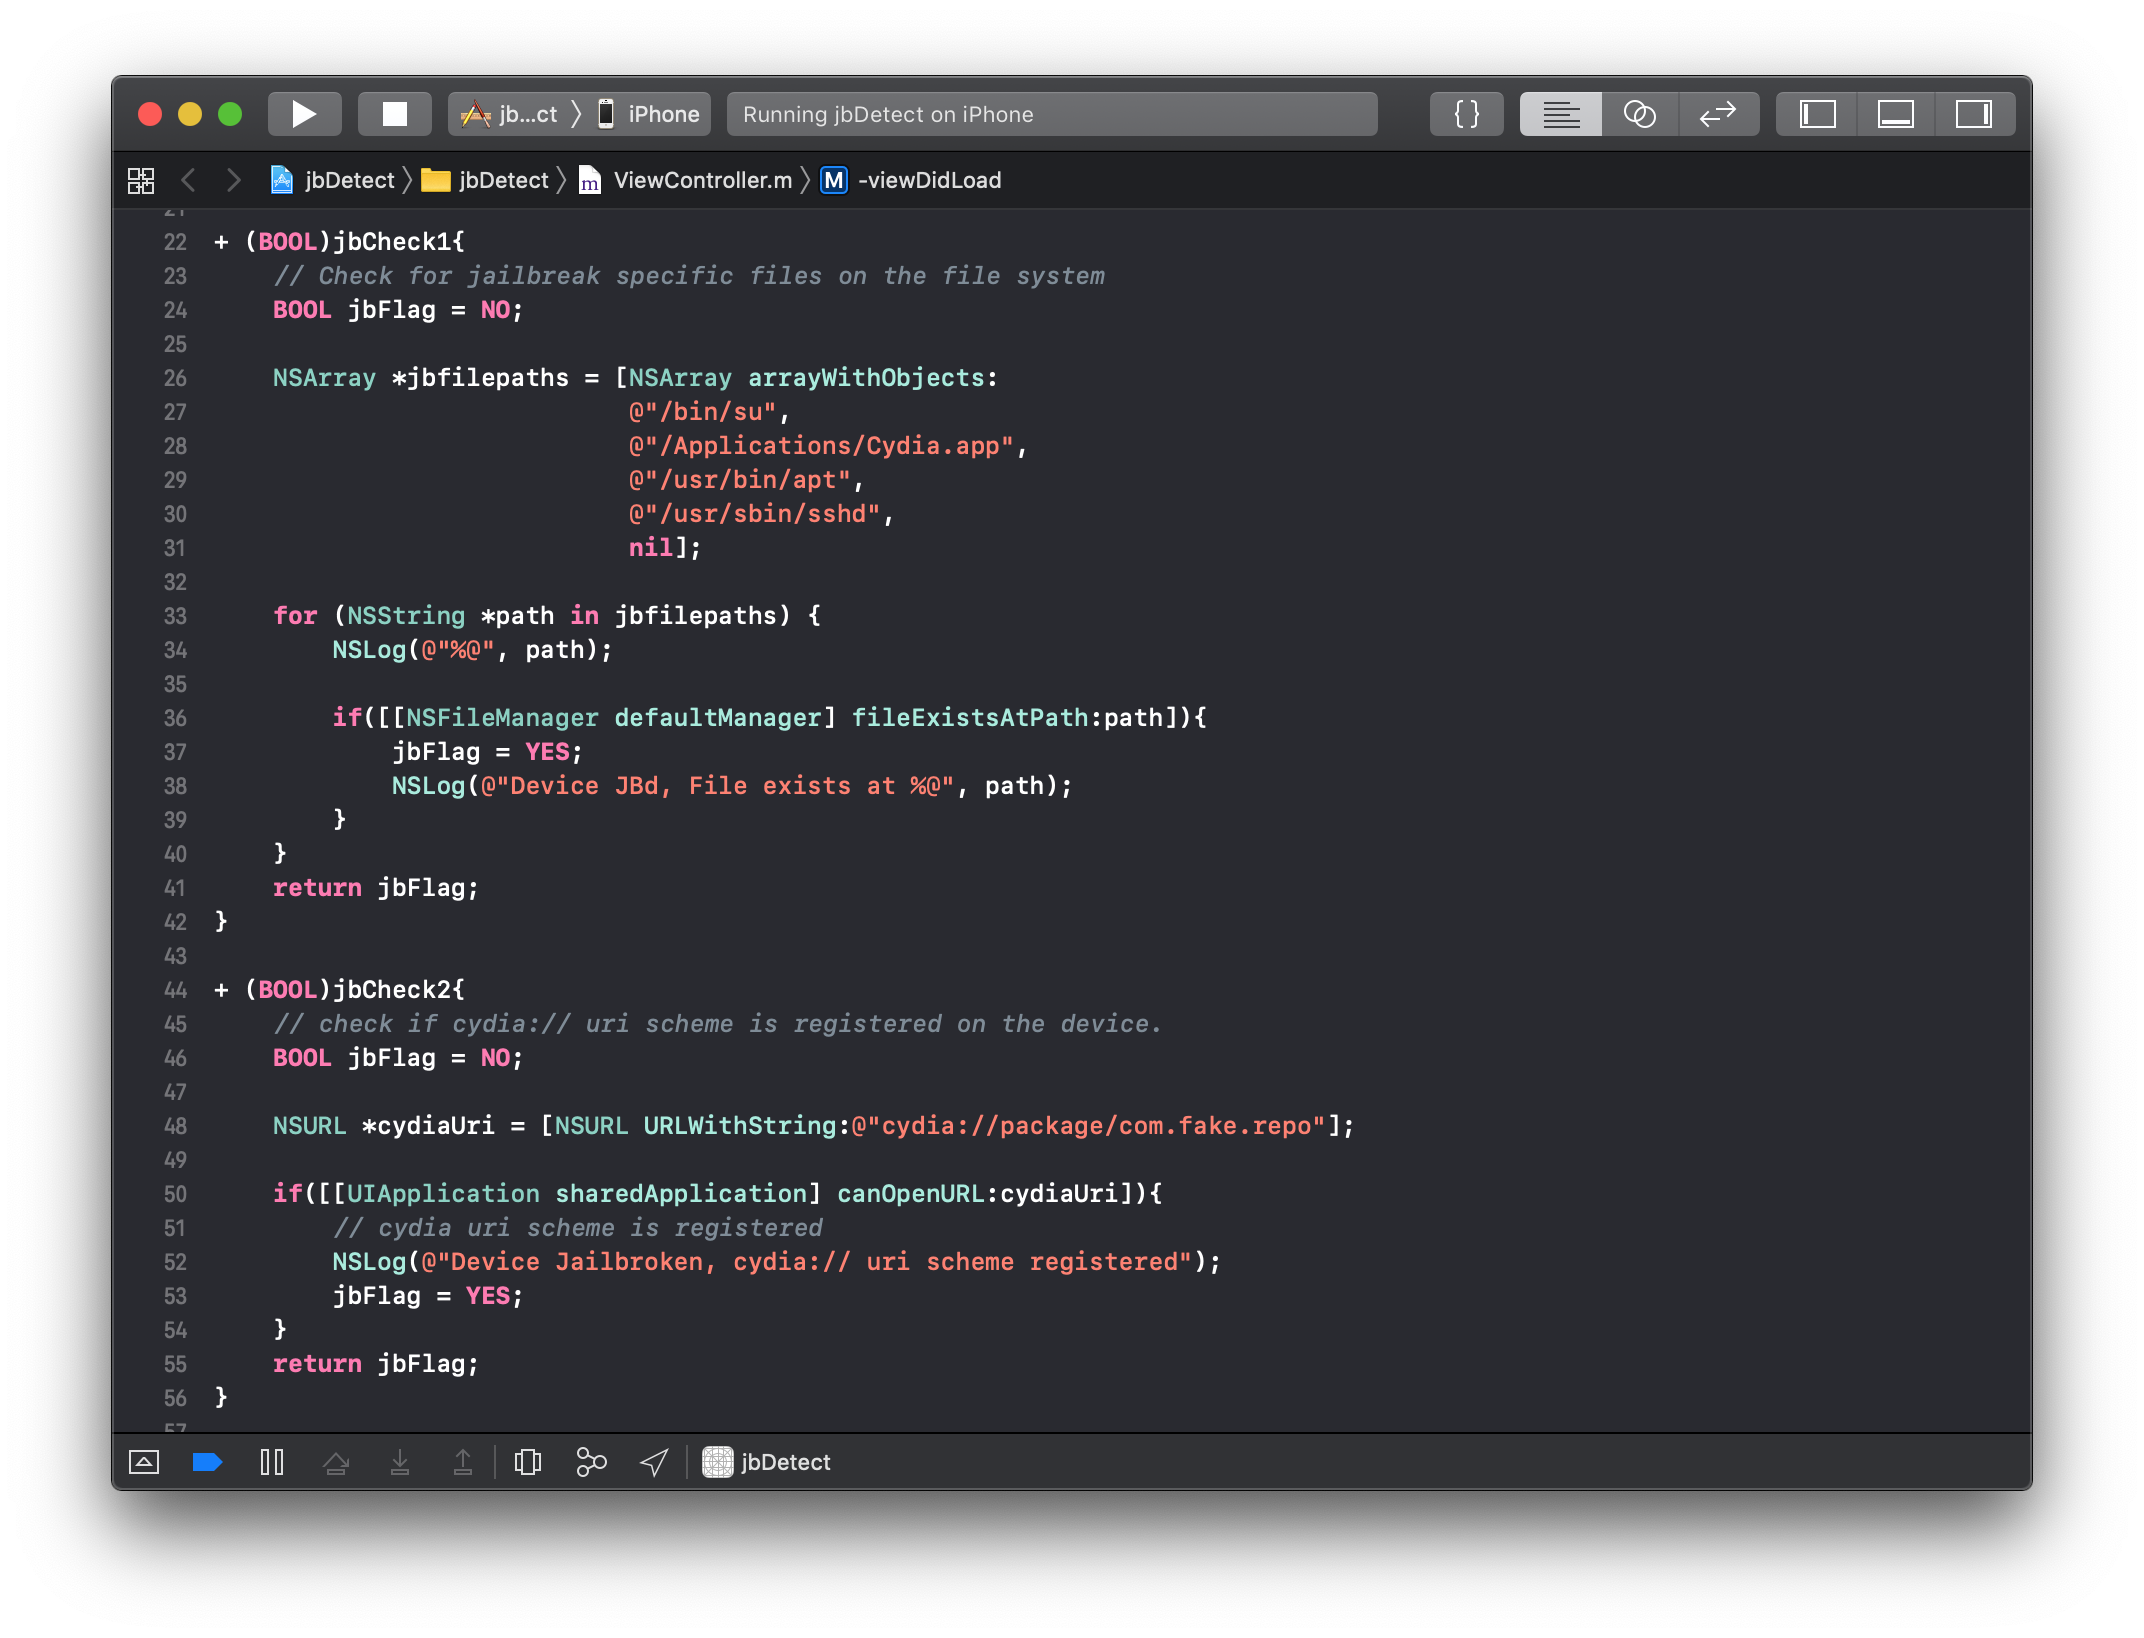 jb...ct 〉 iPhone Running jbDetect on iPhone {}
jbDetect 〉 jbDetect 〉 m ViewController.m 〉 M -viewDidLoad
21
22 + (BOOL)jbCheck1{
23 // Check for jailbreak specific files on the file system
24 BOOL jbFlag = NO;
25
26 NSArray *jbfilepaths = [NSArray arrayWithObjects:
27 @"/bin/su",
28 @"/Applications/Cydia.app",
29 @"/usr/bin/apt",
30 @"/usr/sbin/sshd",
31 nil];
32
33 for (NSString *path in jbfilepaths) {
34 NSLog(@"%@", path);
35
36 if([[NSFileManager defaultManager] fileExistsAtPath:path]){
37 jbFlag = YES;
38 NSLog(@"Device JBd, File exists at %@", path);
39 }
40 }
41 return jbFlag;
42 }
43
44 + (BOOL)jbCheck2{
45 // check if cydia:// uri scheme is registered on the device.
46 BOOL jbFlag = NO;
47
48 NSURL *cydiaUri = [NSURL URLWithString:@"cydia://package/com.fake.repo"];
49
50 if([[UIApplication sharedApplication] canOpenURL:cydiaUri]){
51 // cydia uri scheme is registered
52 NSLog(@"Device Jailbroken, cydia:// uri scheme registered");
53 jbFlag = YES;
54 }
55 return jbFlag;
56 }
57
jbDetect